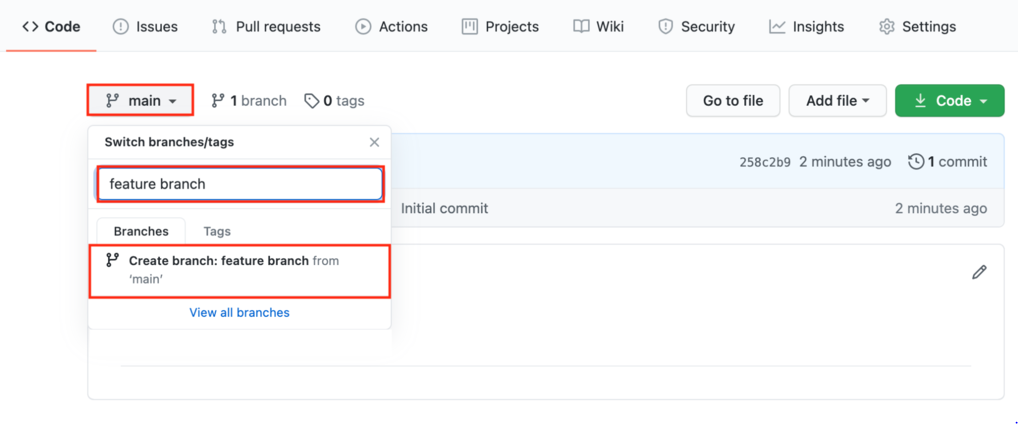 Code Issues Pull requests Actions Projects Wiki Security Insights Settings
main 1 branch 0 tags Go to file Add file Code
Switch branches/tags
258c2b9 2 minutes ago 1 commit
feature branch
Initial commit 2 minutes ago
Branches Tags
Create branch: feature branch from
‘main’
View all branches